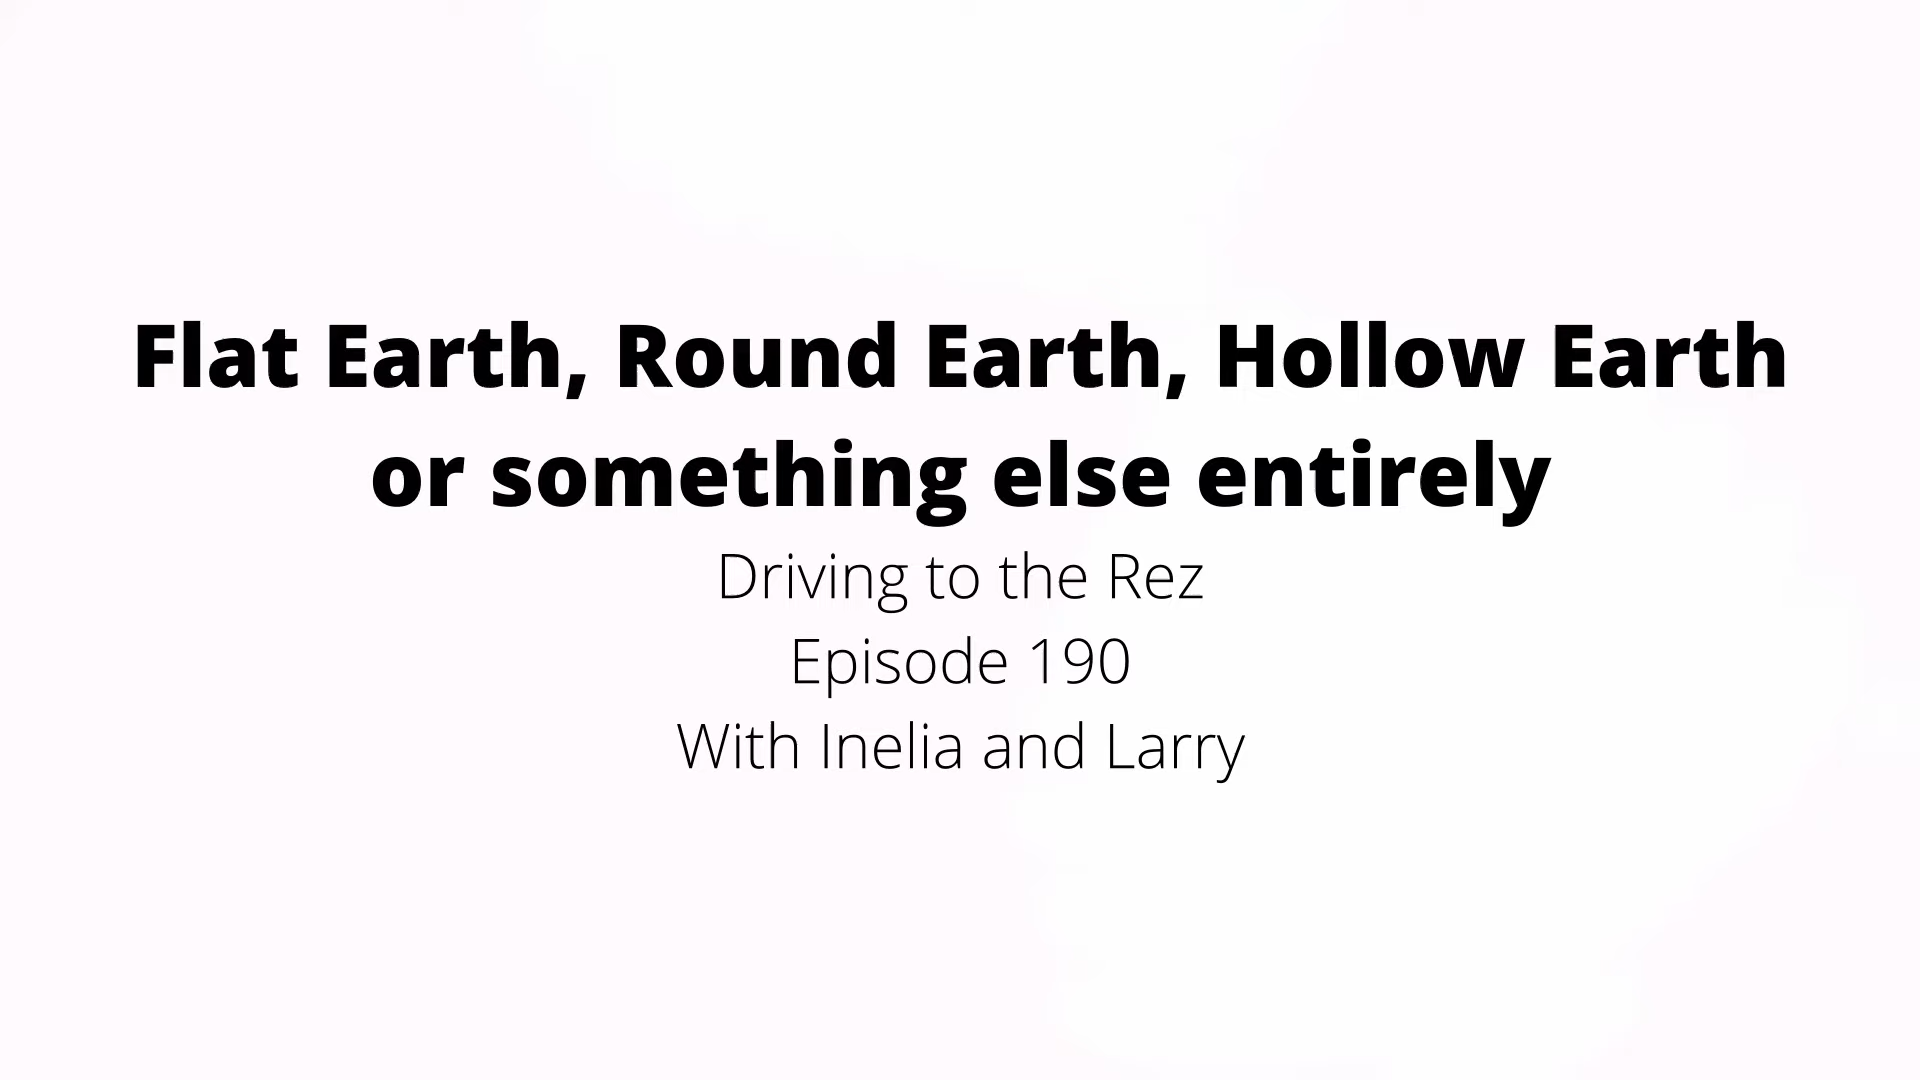 Flat Earth, Round Earth, Hollow Earth
or something else entirely
Driving to the Rez
Episode 190
With Inelia and Larry